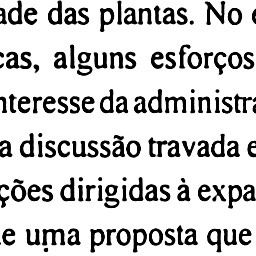 ade das plantas. No e
cas, alguns esforços
nteresse da administra
a discussão travada e
ções dirigidas à expa
e uma proposta que